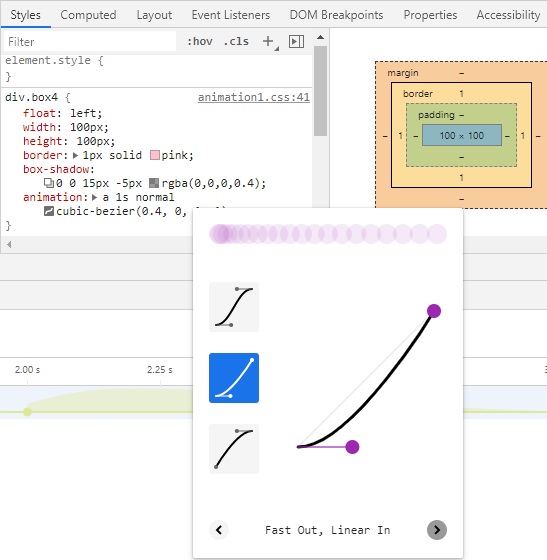 Styles Computed Layout Event Listeners DOM Breakpoints Properties Accessibility
Filter :hov .cls
element.style {
}
div.box4 { animation1.css:41
float: left;
width: 100px;
height: 100px;
border: 1px solid pink;
box-shadow:
0 0 15px -5px rgba(0,0,0,0.4);
animation: a 1s normal
cubic-bezier(0.4, 0,
}
margin –
border 1
padding –
– 1 – 100 × 100 – 1 –
–
1
–
2.00 s 2.25 s
Fast Out, Linear In